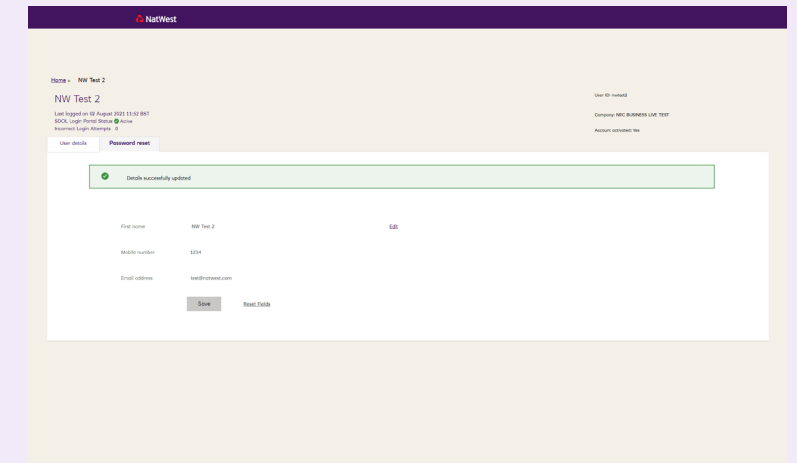 NatWest
Home > NW Test 2
NW Test 2
Last logged on 02 August 2021 11:52 BST
SDOL Login Portal Status Active
Incorrect Login Attempts 0
User ID: nwtest2
Company: NRC BUSINESS LIVE TEST
Account activated: Yes
User details Password reset
Details successfully updated
First name NW Test 2 Edit
Mobile number 1234
Email address test@natwest.com
Save Reset Fields